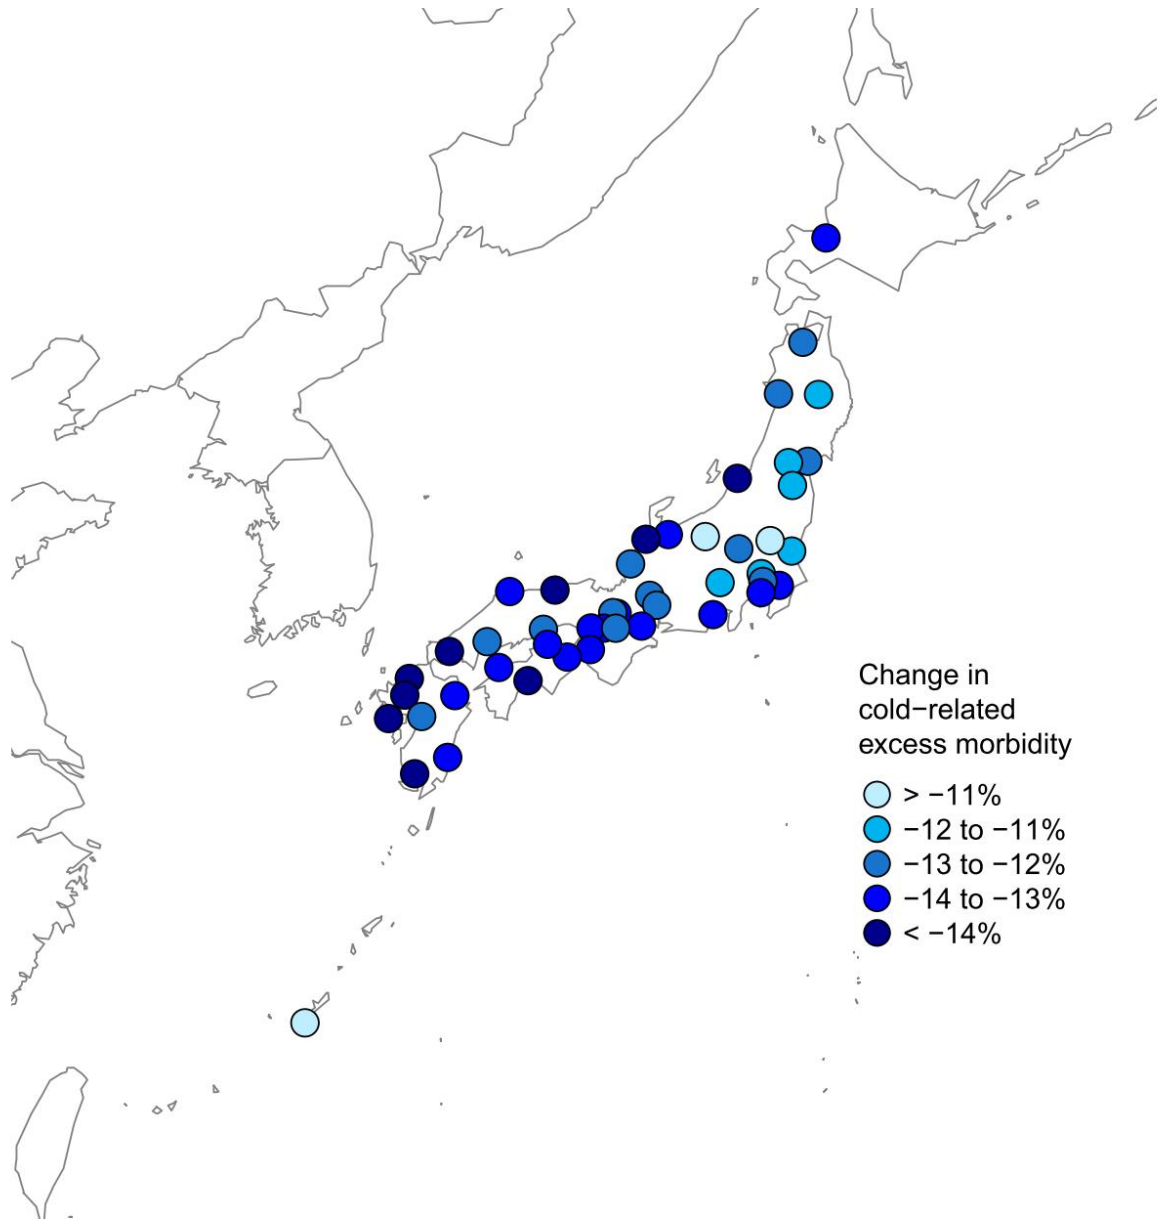 Change in
cold−related
excess morbidity
> −11%
−12 to −11%
−13 to −12%
−14 to −13%
< −14%